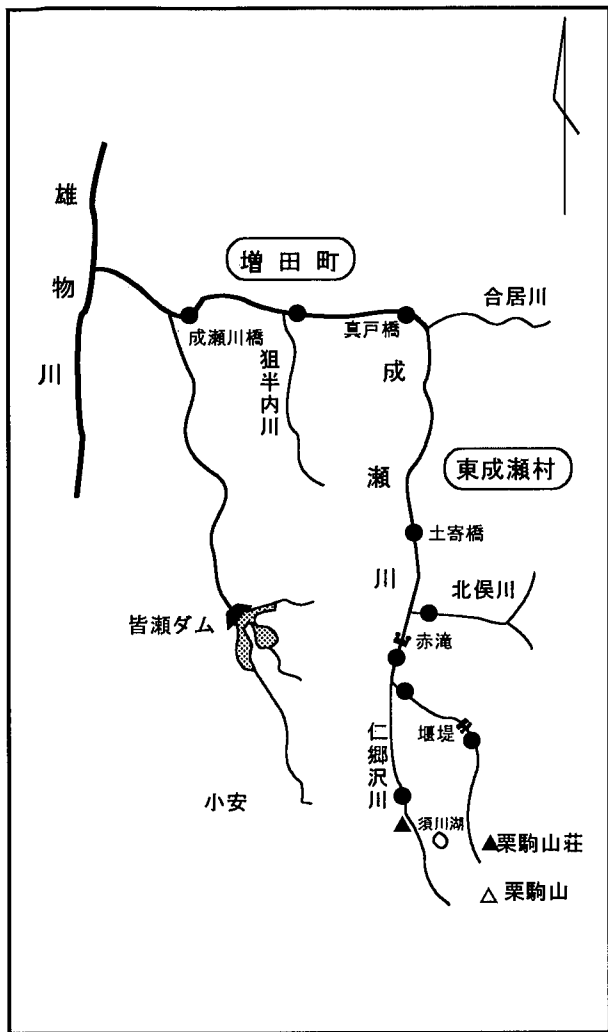 雄物川
増田町
合居川
成瀬川橋
真戸橋
狙半内川
成瀬川
東成瀬村
土寄橋
北俣川
皆瀬ダム
赤滝
堰堤
仁郷沢川
小安
須川湖
栗駒山荘
栗駒山